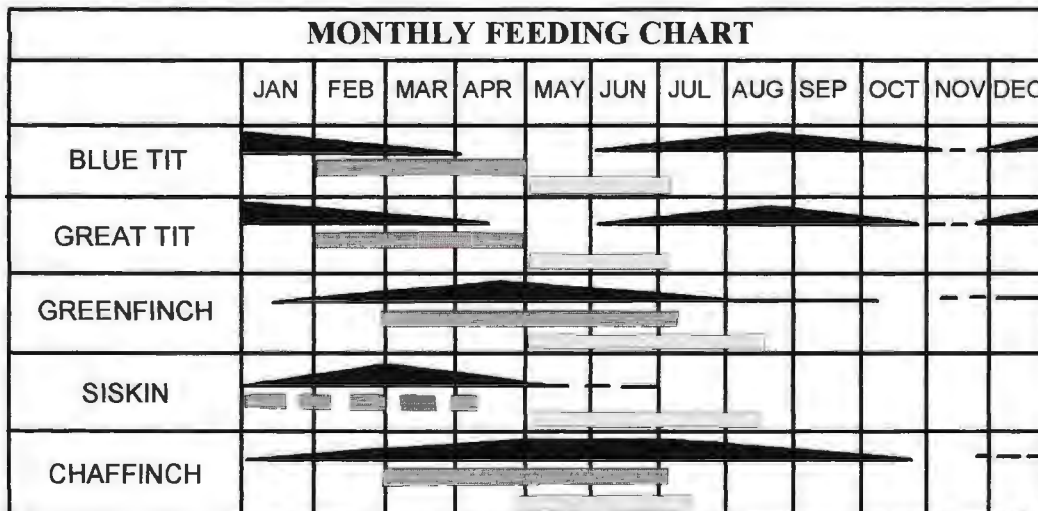 MONTHLY FEEDING CHART
JAN FEB MAR APR MAY JUN JUL AUG SEP OCT NOV DEC
BLUE TIT
GREAT TIT
GREENFINCH
SISKIN
CHAFFINCH